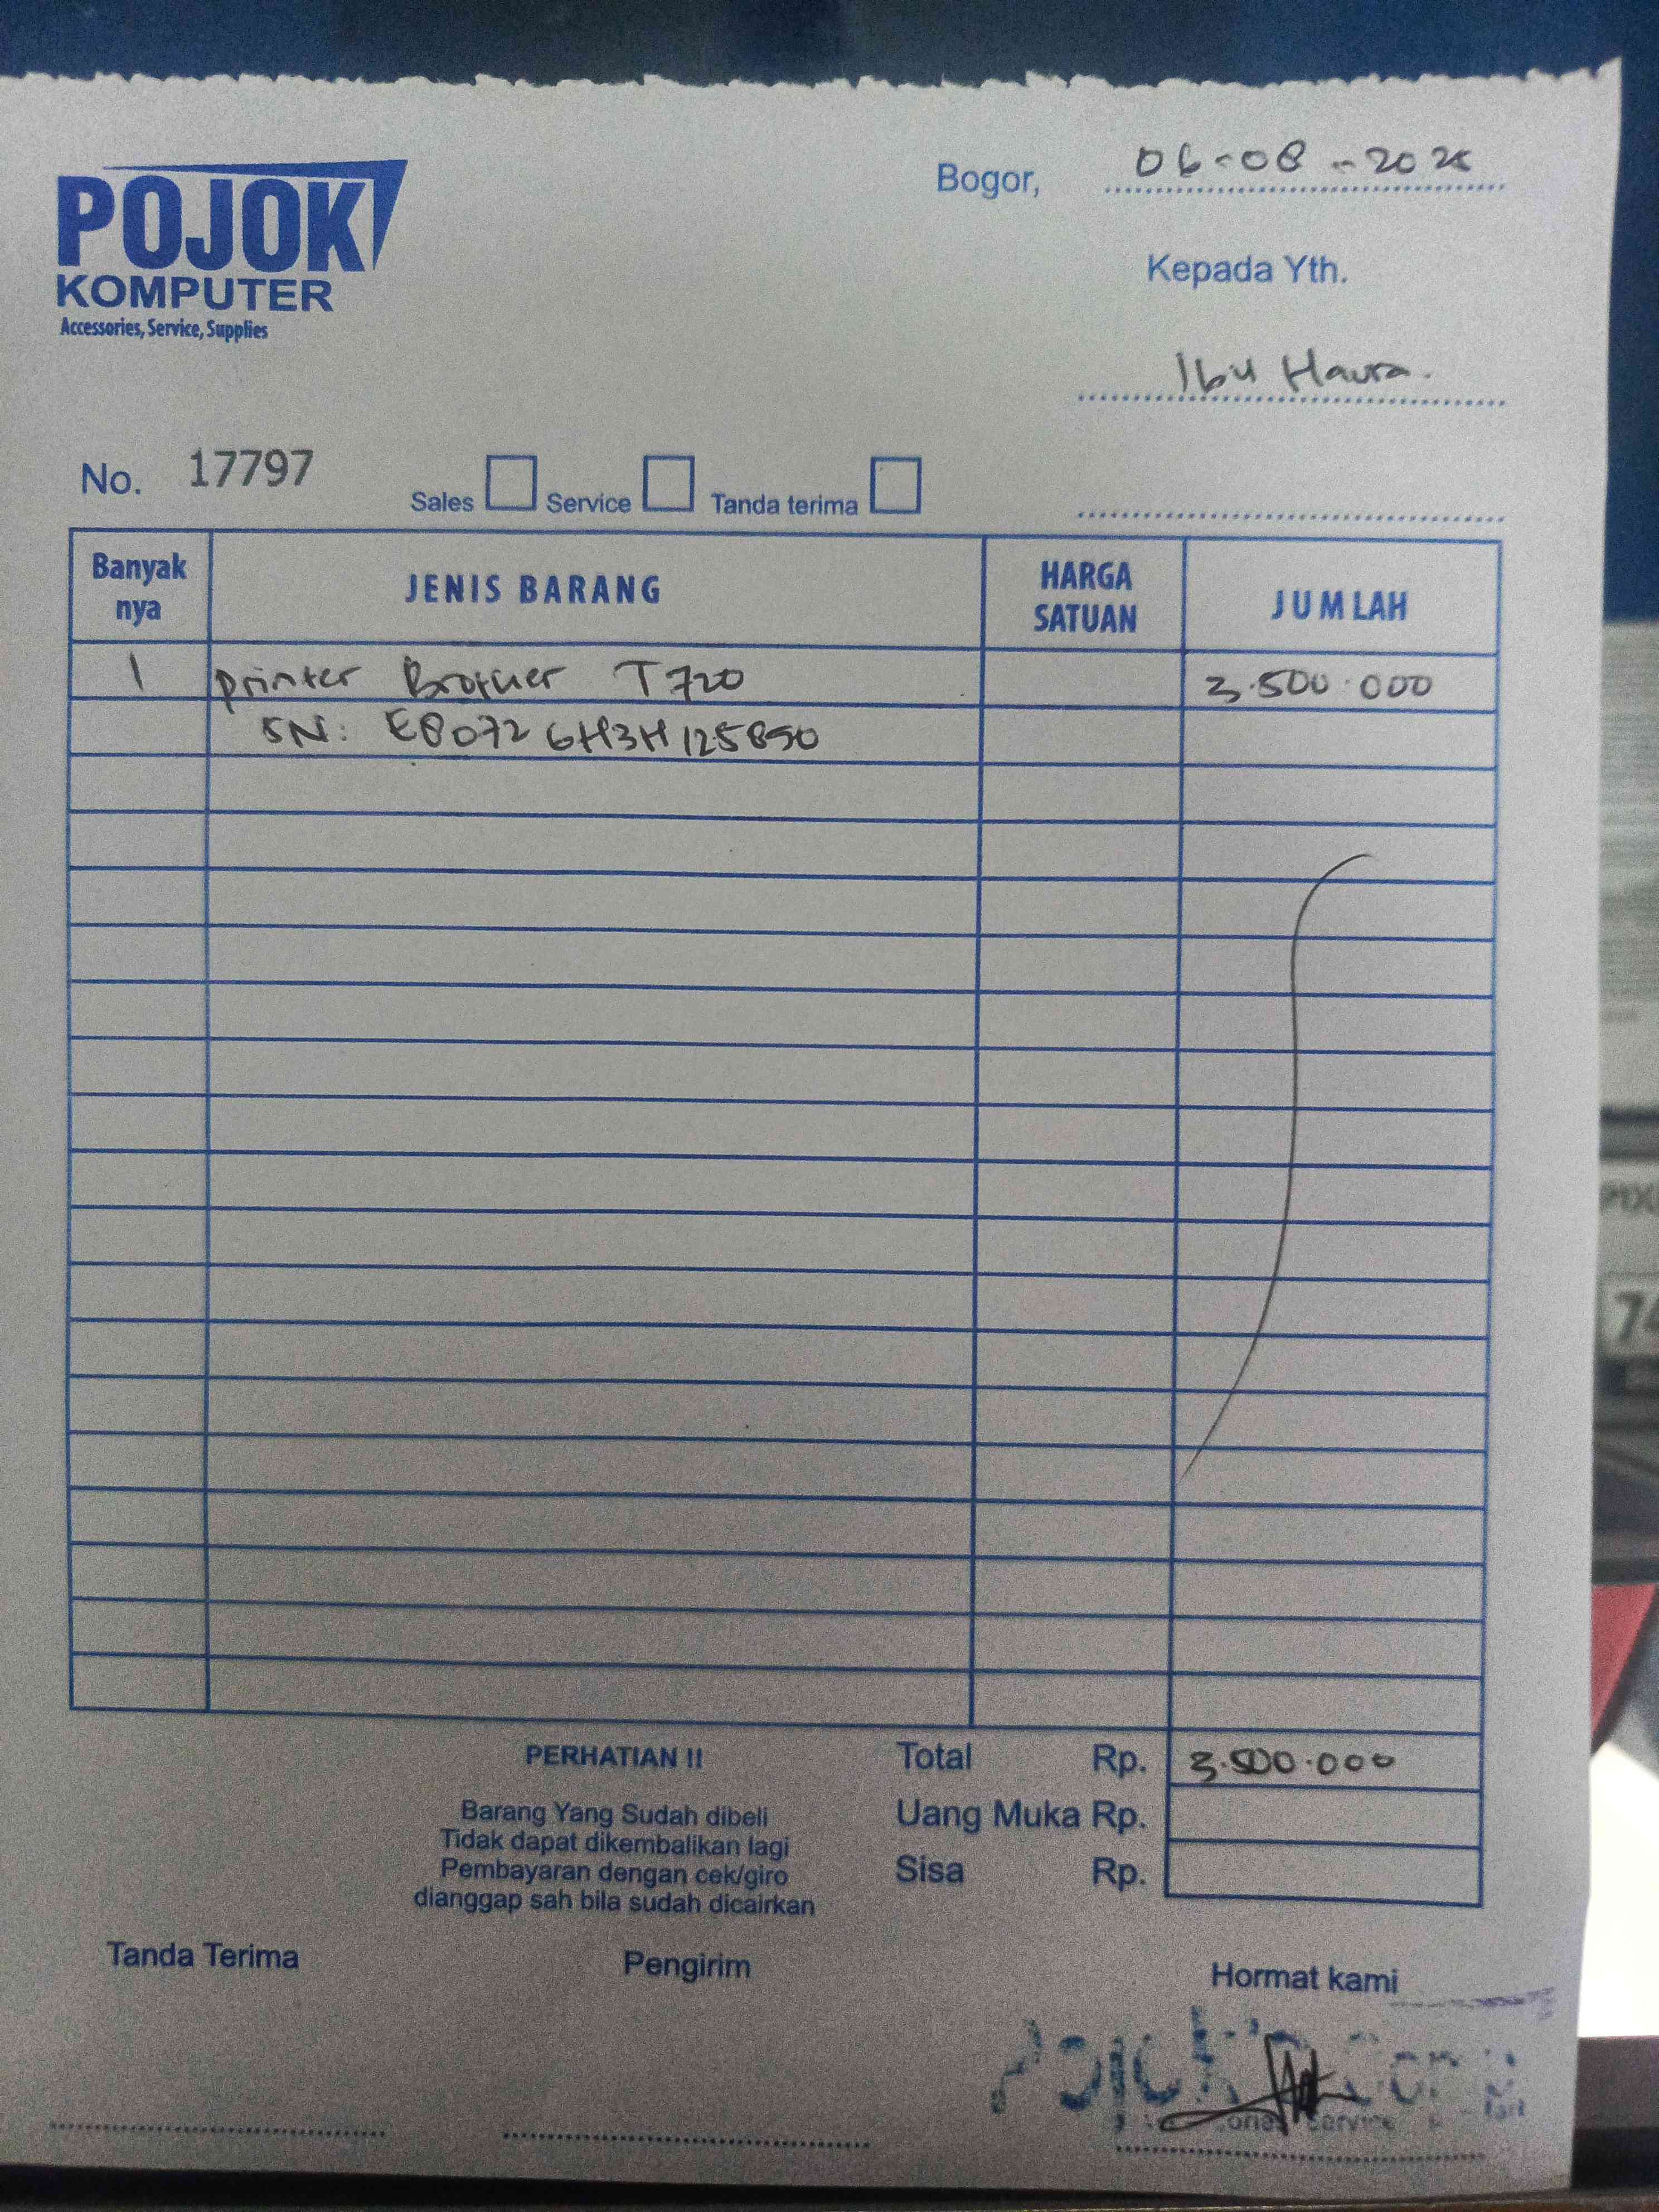 POJOK
KOMPUTER
Accessories, Service, Supplies
Bogor, 06-08-2025
Kepada Yth.
Ibu Haura.
No. 17797
Sales Service Tanda terima
Banyak nya JENIS BARANG HARGA SATUAN JUMLAH
1 printer Brother T720 3.500.000
SN: E80726H3H125850
PERHATIAN !!
Barang Yang Sudah dibeli
Tidak dapat dikembalikan lagi
Pembayaran dengan cek/giro
dianggap sah bila sudah dicairkan
Total Rp. 3.500.000
Uang Muka Rp.
Sisa Rp.
Tanda Terima Pengirim Hormat kami
Service
74